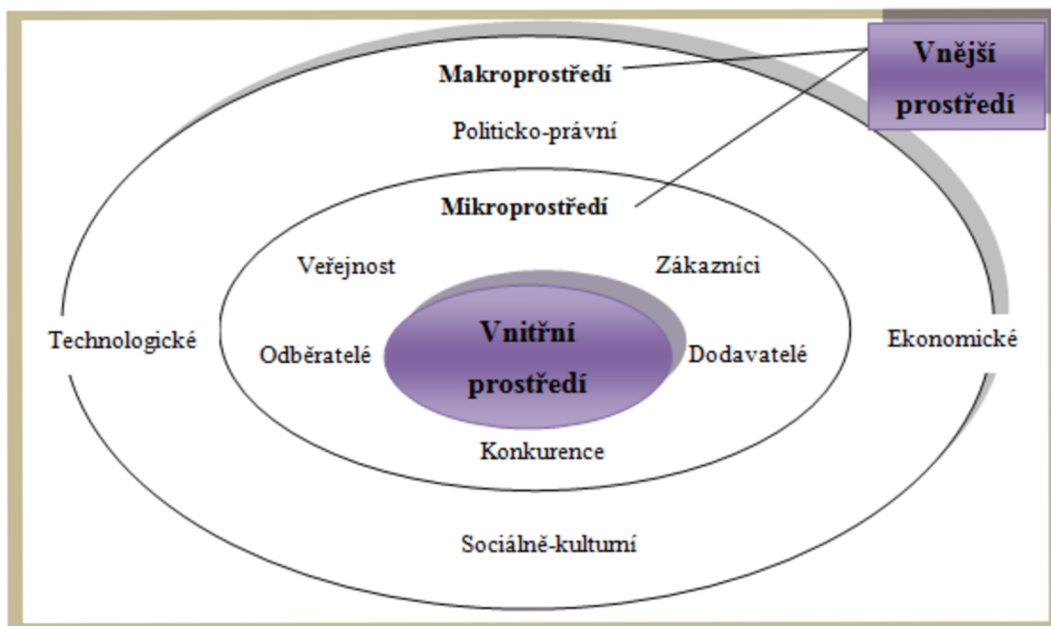 Vnější
prostředí
Makroprostředí
Politicko-právní
Mikroprostředí
Veřejnost
Zákazníci
Technologické
Odběratelé
Vnitřní
prostředí
Dodavatelé
Ekonomické
Konkurence
Sociálně-kulturní